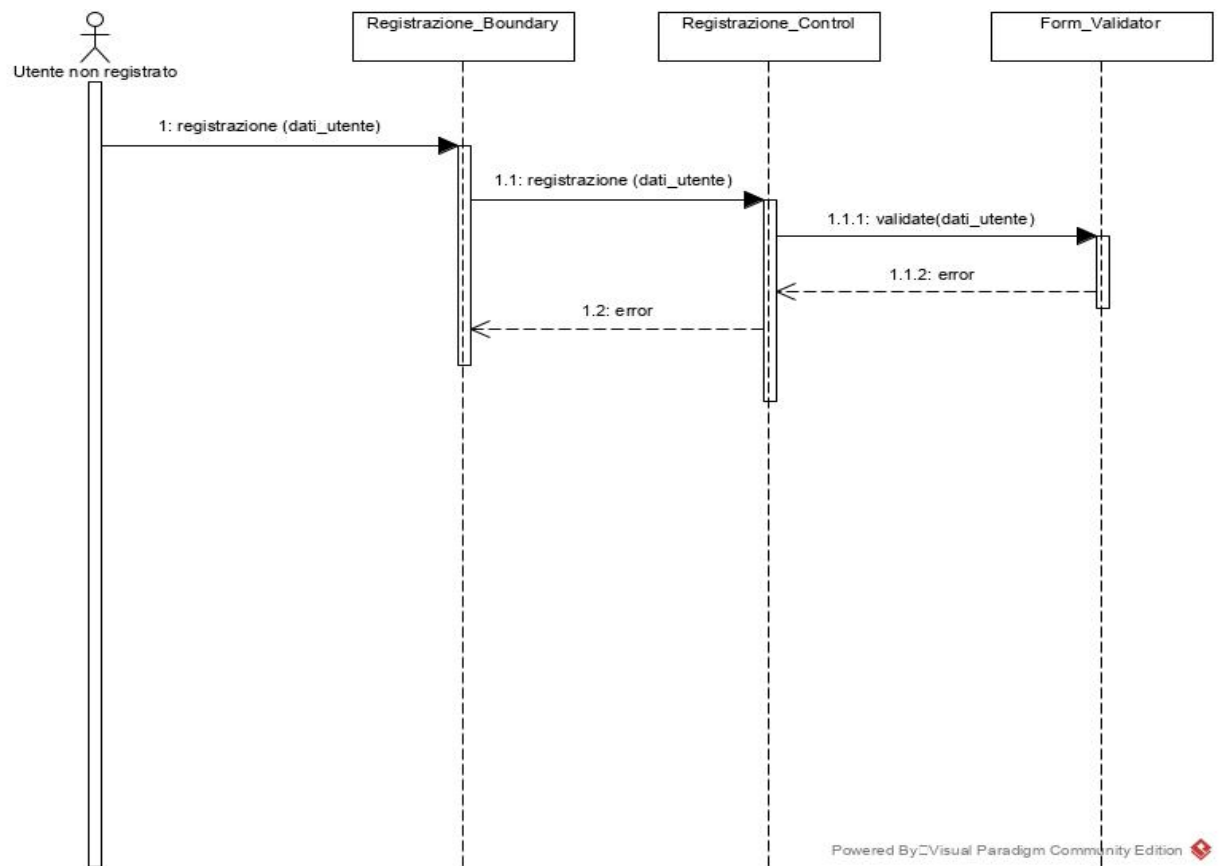 Registrazione_Boundary
Registrazione_Control
Form_Validator
Utente non registrato
1: registrazione (dati_utente)
1.1: registrazione (dati_utente)
1.1.1: validate(dati_utente)
1.1.2: error
1.2: error
Powered By Visual Paradigm Community Edition